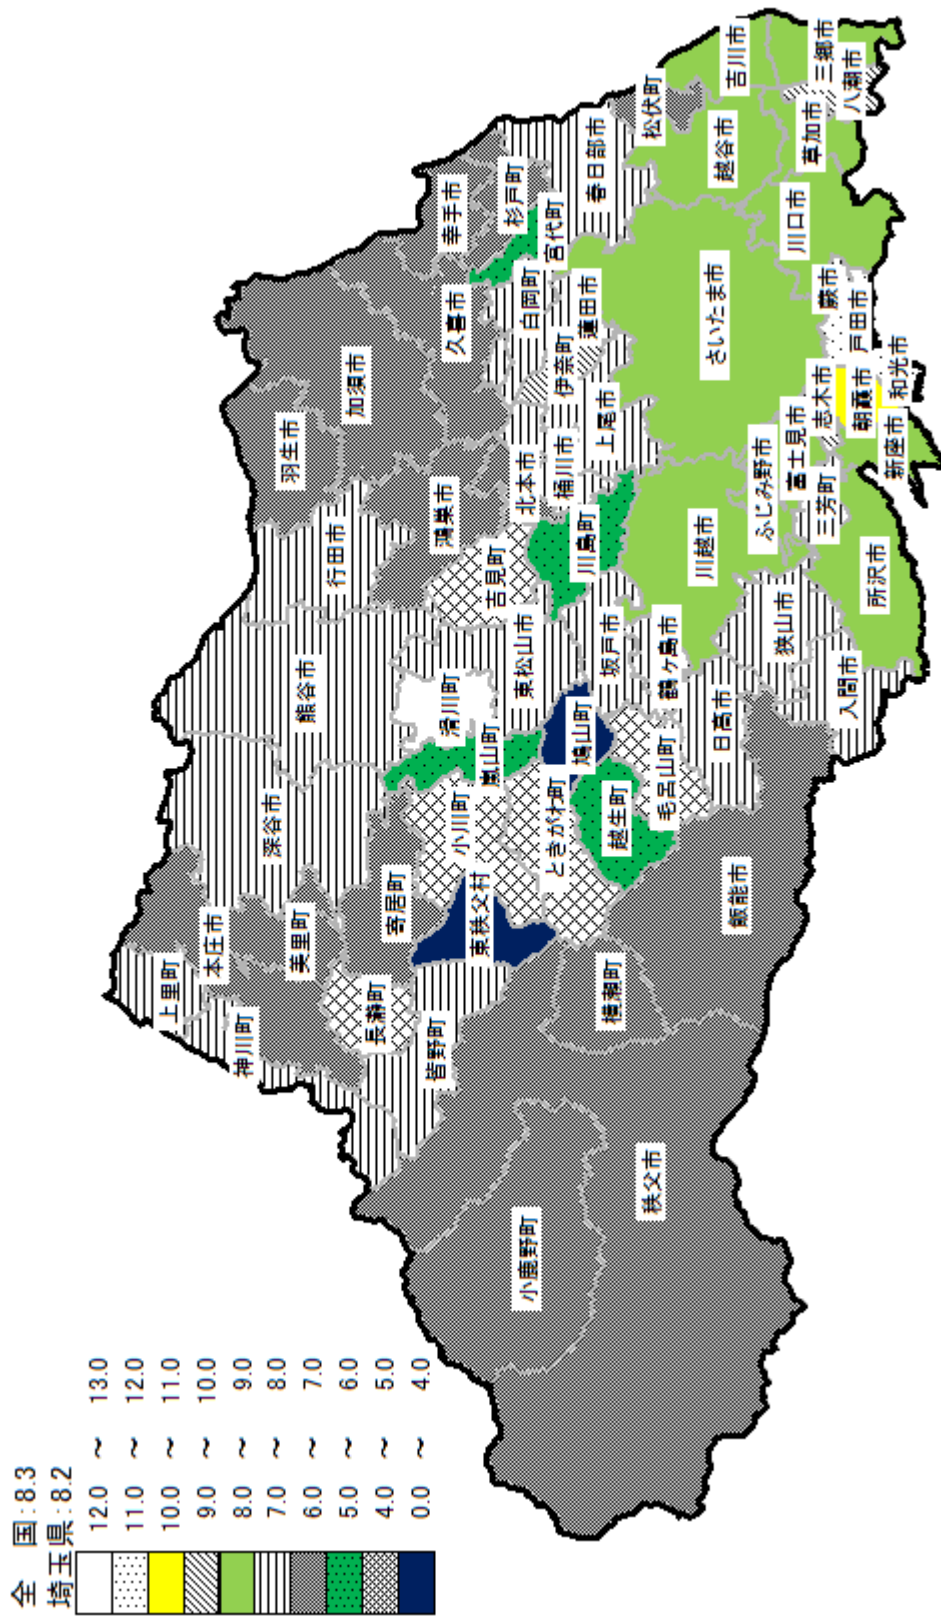 全 国:8.3
埼玉県:8.2
12.0 ～ 13.0
11.0 ～ 12.0
10.0 ～ 11.0
9.0 ～ 10.0
8.0 ～ 9.0
7.0 ～ 8.0
6.0 ～ 7.0
5.0 ～ 6.0
4.0 ～ 5.0
0.0 ～ 4.0
上里町
本庄市
神川町
美里町
深谷市
熊谷市
行田市
羽生市
加須市
長瀞町
寄居町
皆野町
小川町
東秩父村
滑川町
嵐山町
吉見町
鴻巣市
久喜市
幸手市
杉戸町
宮代町
白岡町
北本市
桶川市
伊奈町
蓮田市
春日部市
松伏町
東松山市
川島町
上尾市
ときがわ町
鳩山町
坂戸市
越生町
毛呂山町
鶴ヶ島市
日高市
川越市
さいたま市
越谷市
吉川市
小鹿野町
秩父市
横瀬町
飯能市
狭山市
入間市
所沢市
ふじみ野市
富士見市
三芳町
志木市
新座市
朝霞市
和光市
戸田市
蕨市
川口市
草加市
八潮市
三郷市